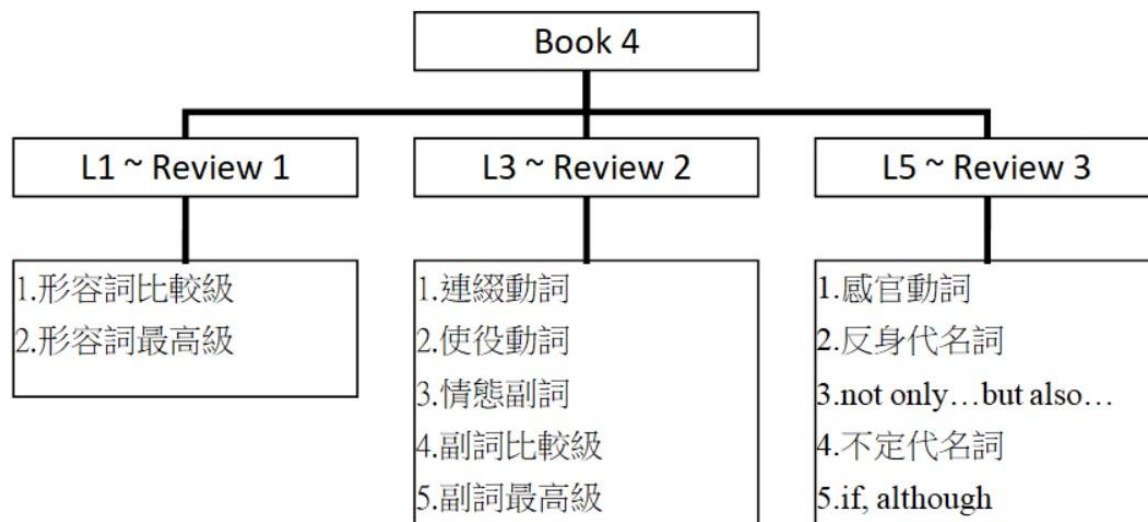 Book 4
L1 ~ Review 1
L3 ~ Review 2
L5 ~ Review 3
1.形容詞比較級
2.形容詞最高級
1.連綴動詞
2.使役動詞
3.情態副詞
4.副詞比較級
5.副詞最高級
1.感官動詞
2.反身代名詞
3.not only…but also…
4.不定代名詞
5.if, although